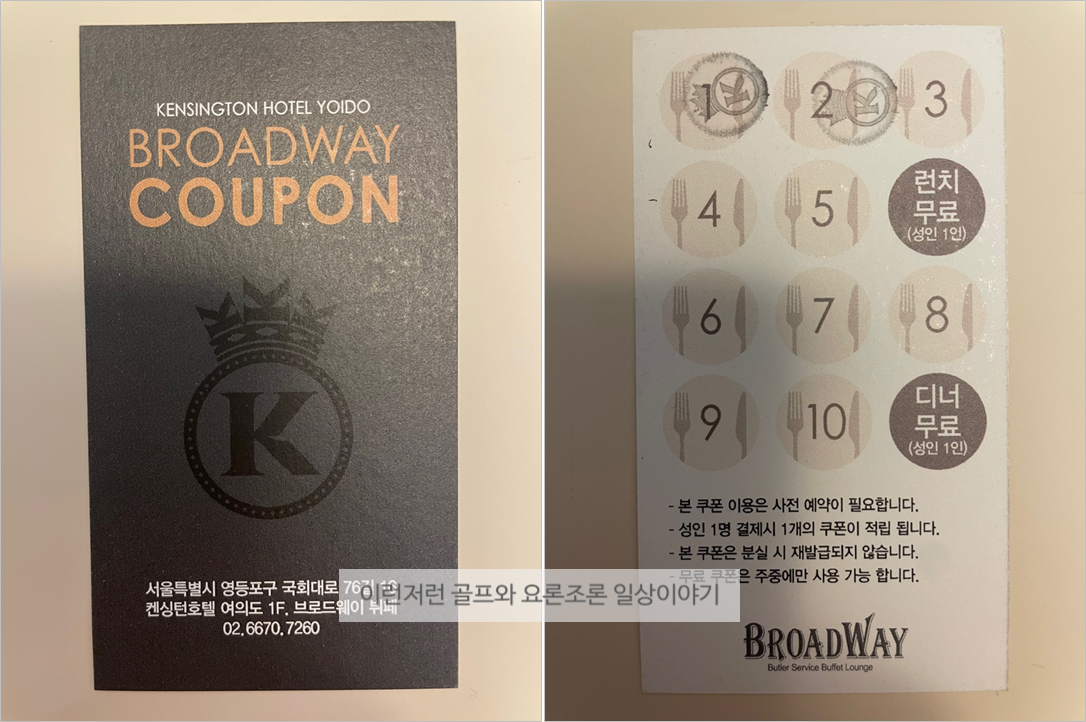 KENSINGTON HOTEL YOIDO
BROADWAY
COUPON
K
서울특별시 영등포구 국회대로 76길 16
켄싱턴호텔 여의도 1F. 브로드웨이 뷔페
02.6670.7260
1 2 3
K K
4 5 런치
무료
(성인 1인)
6 7 8
9 10 디너
무료
(성인 1인)
- 본 쿠폰 이용은 사전 예약이 필요합니다.
- 성인 1명 결제시 1개의 쿠폰이 적립 됩니다.
- 본 쿠폰은 분실 시 재발급되지 않습니다.
- 무료 쿠폰은 주중에만 사용 가능 합니다.
이런저런 골프와 요론조론 일상이야기
BROADWAY
Butler Service Buffet Lounge